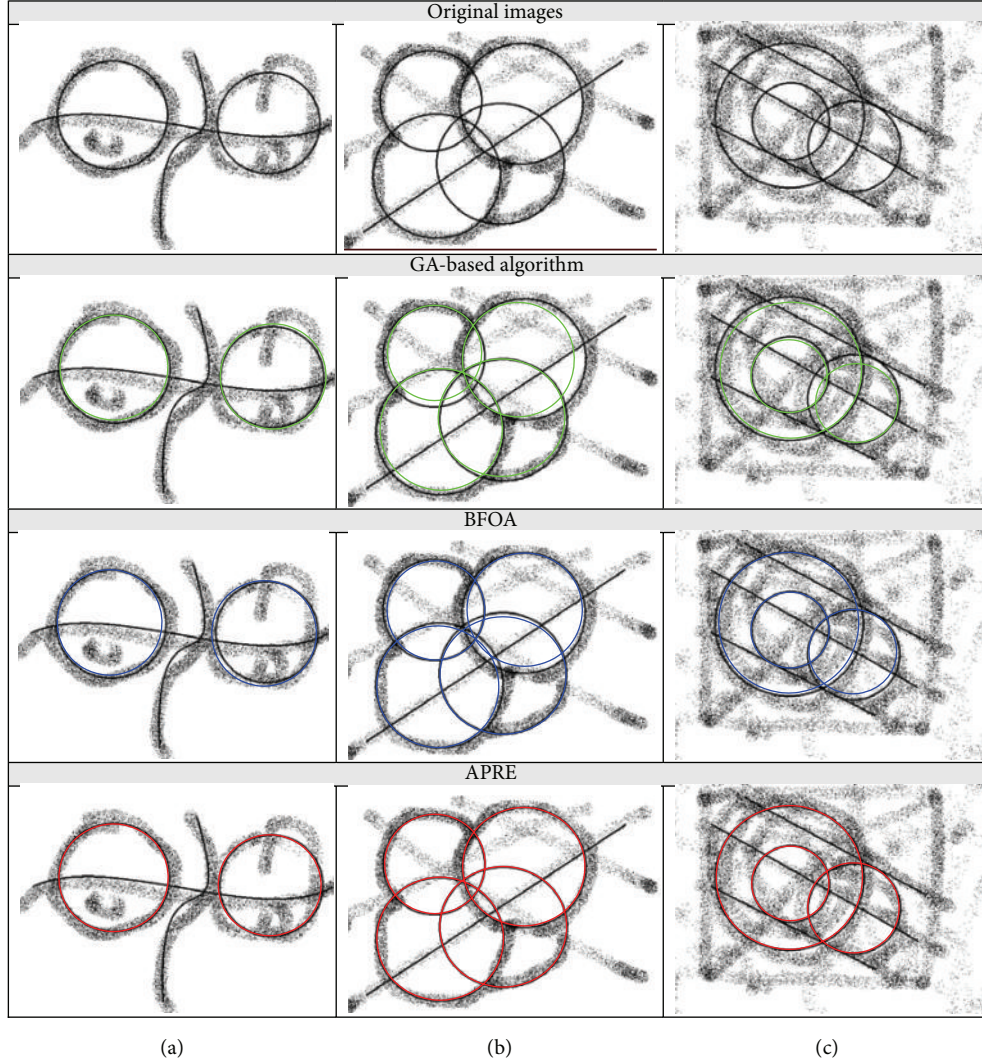 Original images
GA-based algorithm
BFOA
APRE
(a) (b) (c)